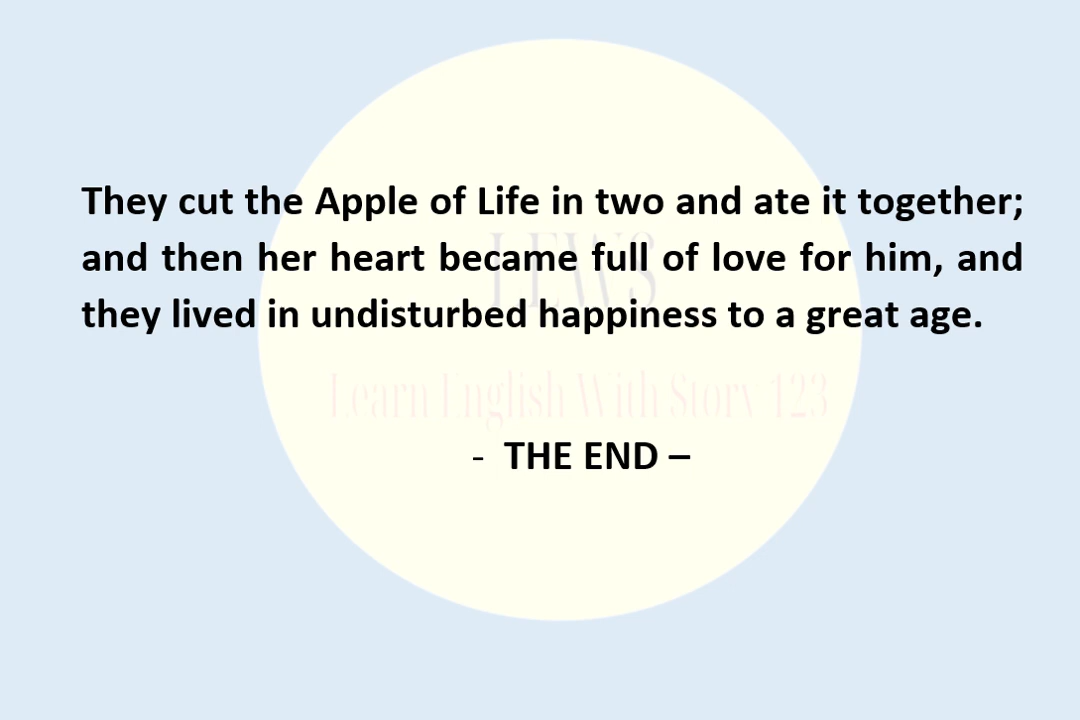 They cut the Apple of Life in two and ate it together;
and then her heart became full of love for him, and
LEWS
they lived in undisturbed happiness to a great age.
Learn English With Story 123
- THE END –